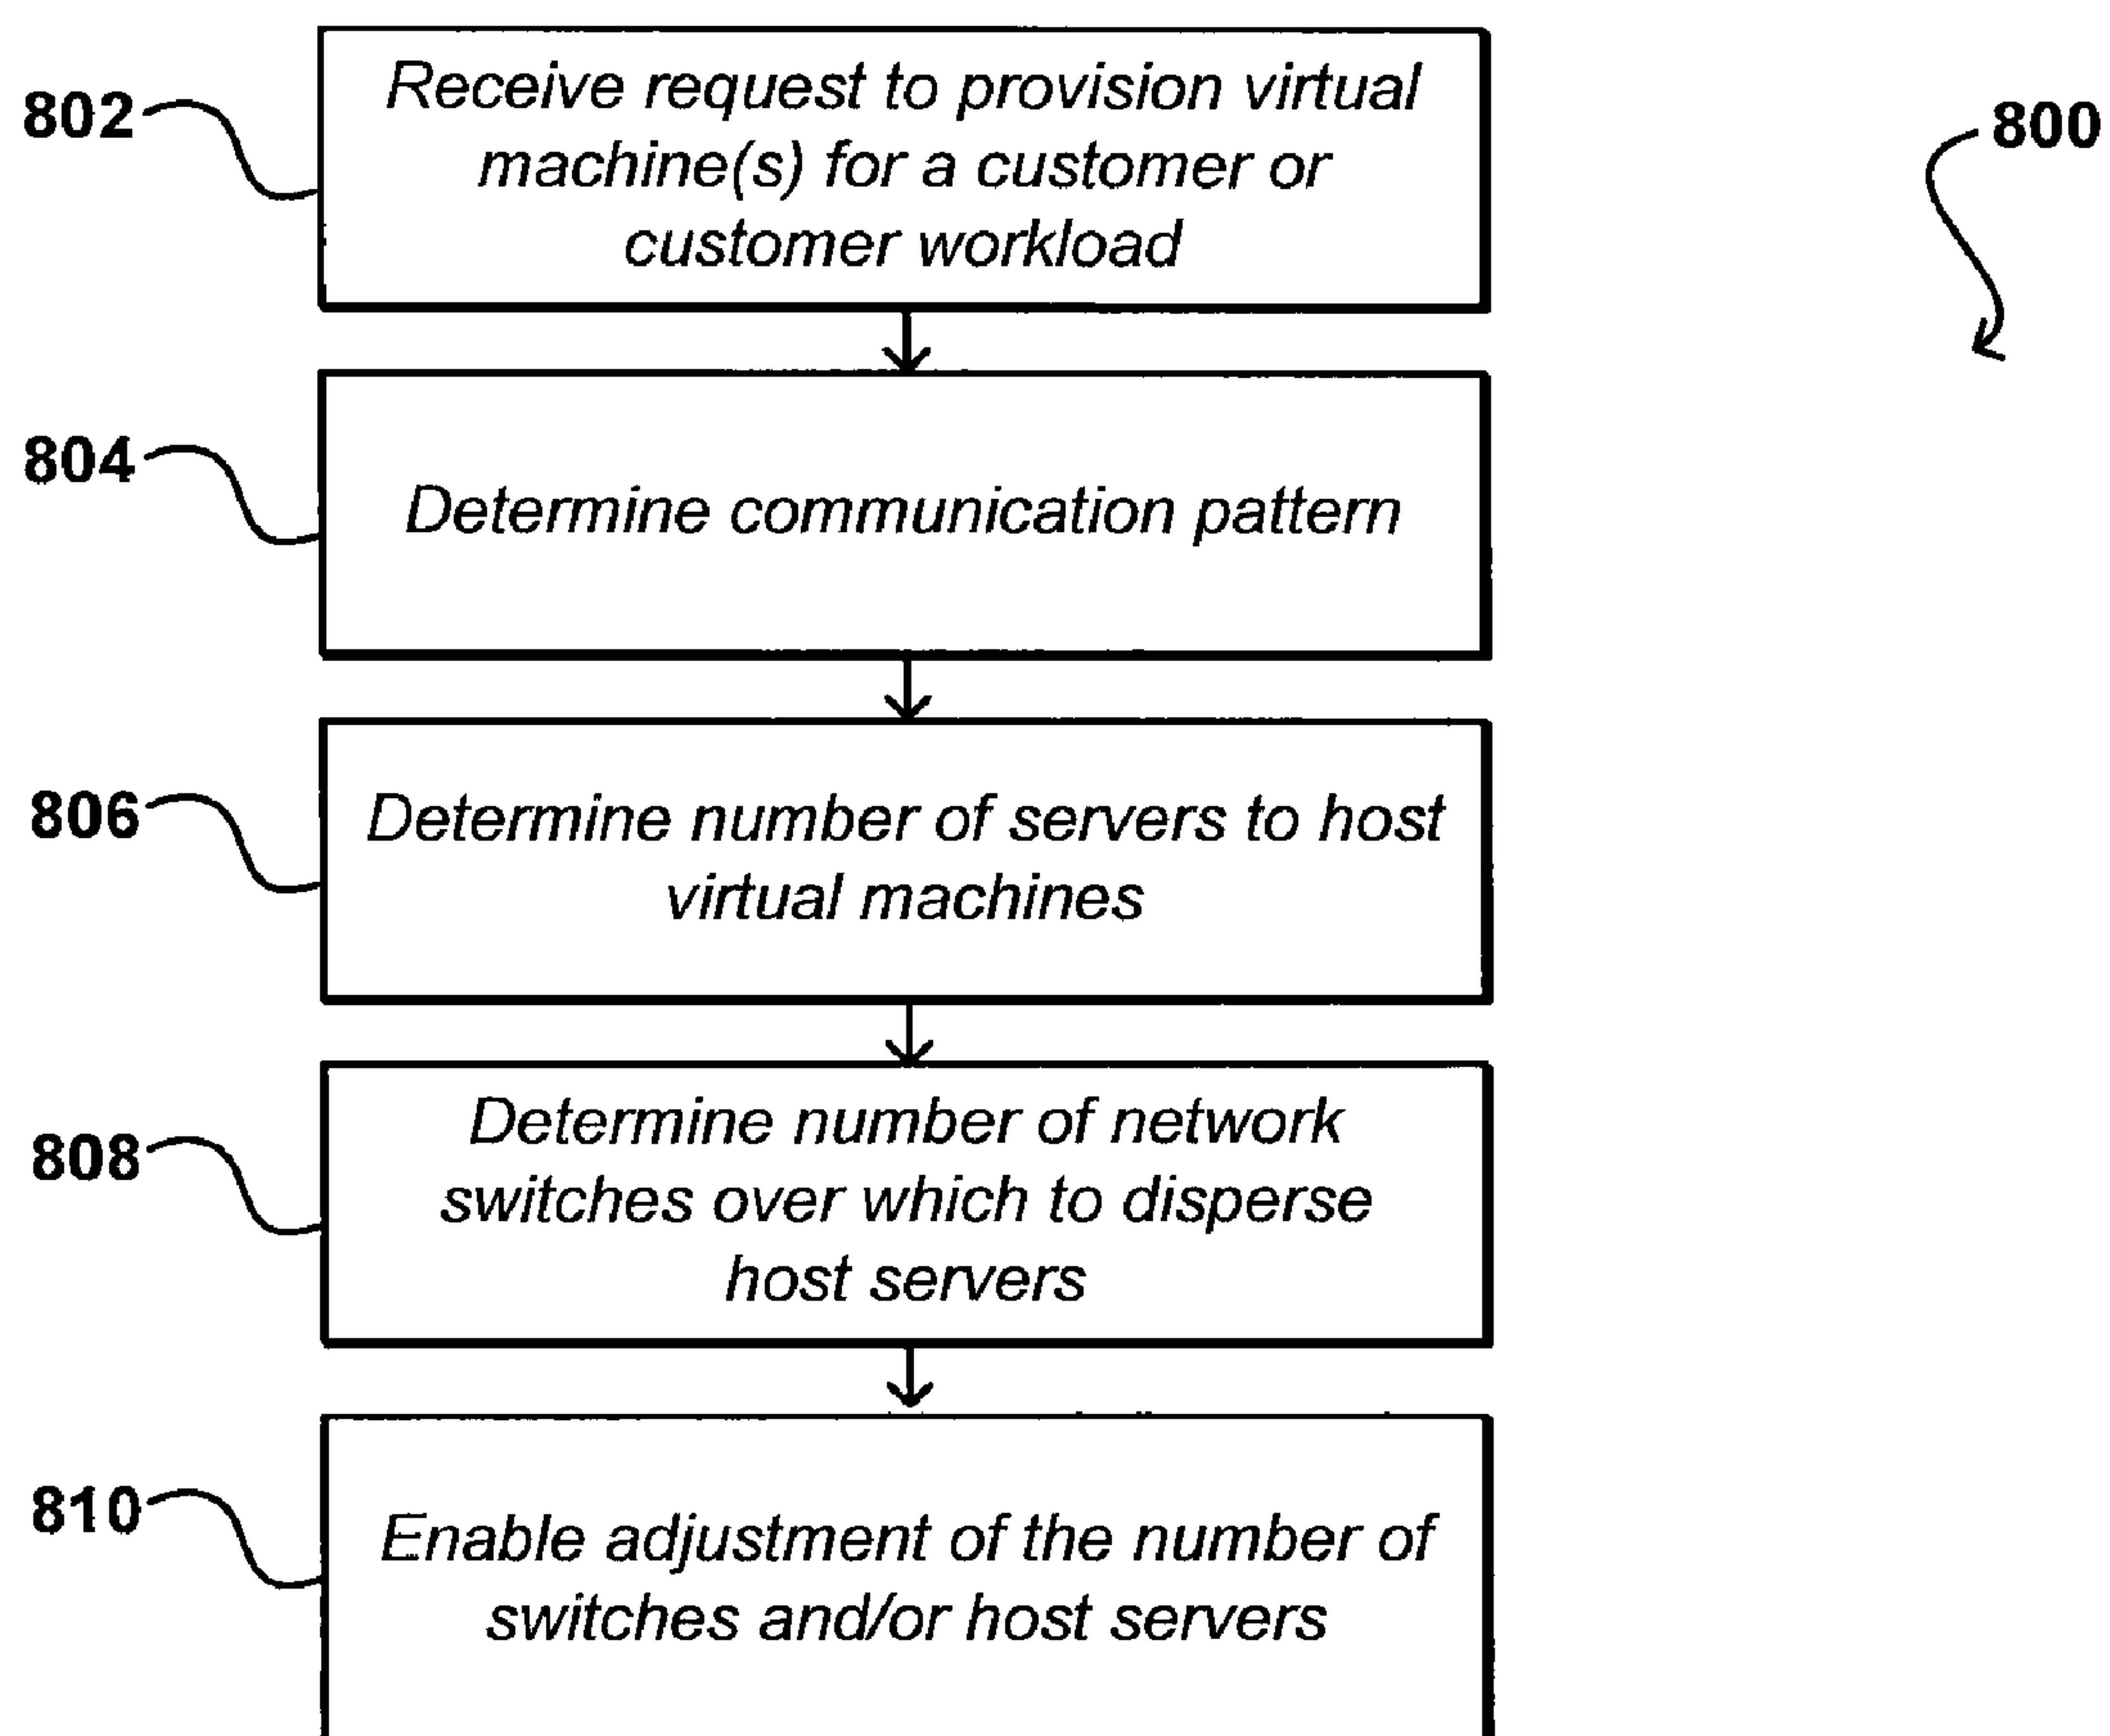 802
Receive request to provision virtual
machine(s) for a customer or
customer workload
800
804
Determine communication pattern
806
Determine number of servers to host
virtual machines
808
Determine number of network
switches over which to disperse
host servers
810
Enable adjustment of the number of
switches and/or host servers